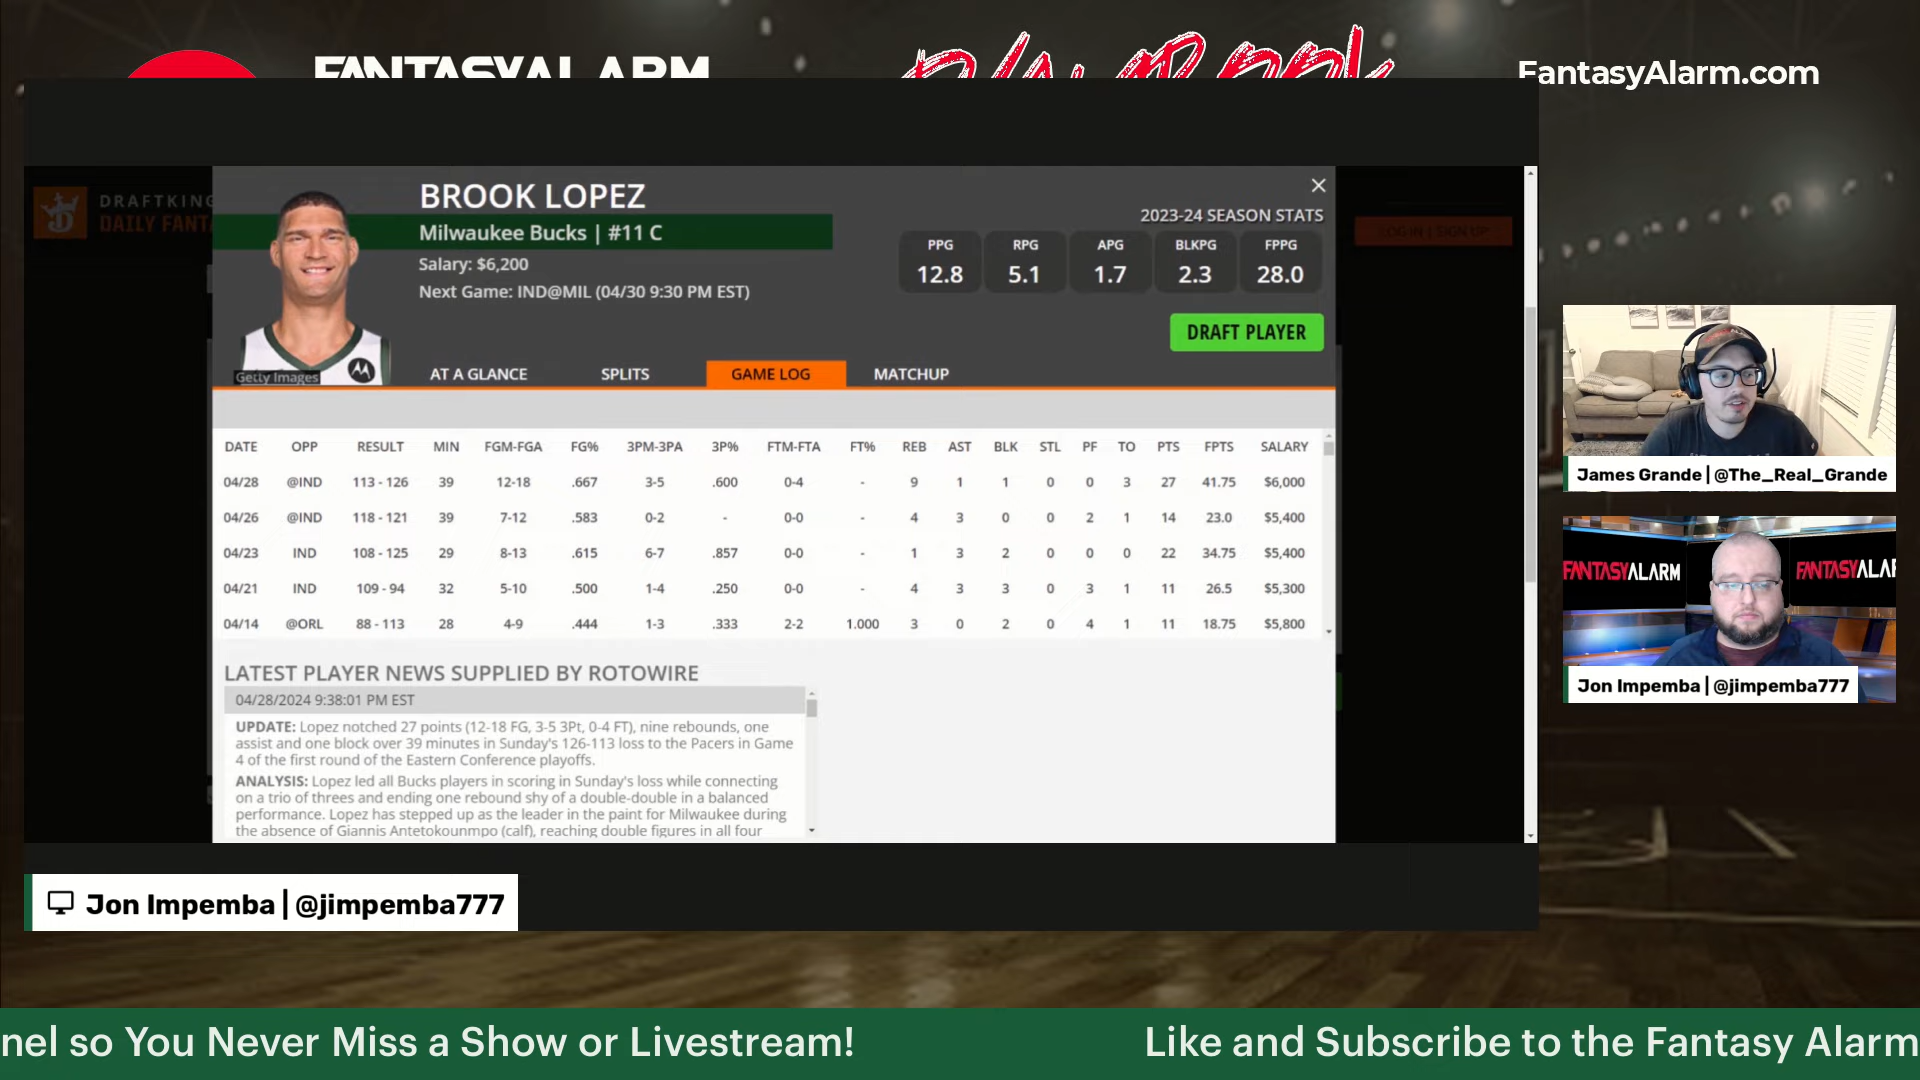 FANTASYALARM
PLAYBOOK
FantasyAlarm.com
DRAFTKING
DAILY FANT
LOG IN | SIGN UP
BROOK LOPEZ
Milwaukee Bucks | #11 C
Salary: $6,200
Next Game: IND@MIL (04/30 9:30 PM EST)
Getty Images
×
2023-24 SEASON STATS
PPG RPG APG BLKPG FPPG
12.8 5.1 1.7 2.3 28.0
DRAFT PLAYER
AT A GLANCE SPLITS GAME LOG MATCHUP
DATE OPP RESULT MIN FGM-FGA FG% 3PM-3PA 3P% FTM-FTA FT% REB AST BLK STL PF TO PTS FPTS SALARY
04/28 @IND 113 - 126 39 12-18 .667 3-5 .600 0-4 - 9 1 1 0 0 3 27 41.75 $6,000
04/26 @IND 118 - 121 39 7-12 .583 0-2 - 0-0 - 4 3 0 0 2 1 14 23.0 $5,400
04/23 IND 108 - 125 29 8-13 .615 6-7 .857 0-0 - 1 3 2 0 0 0 22 34.75 $5,400
04/21 IND 109 - 94 32 5-10 .500 1-4 .250 0-0 - 4 3 3 0 3 1 11 26.5 $5,300
04/14 @ORL 88 - 113 28 4-9 .444 1-3 .333 2-2 1.000 3 0 2 0 4 1 11 18.75 $5,800
LATEST PLAYER NEWS SUPPLIED BY ROTOWIRE
04/28/2024 9:38:01 PM EST
UPDATE: Lopez notched 27 points (12-18 FG, 3-5 3Pt, 0-4 FT), nine rebounds, one
assist and one block over 39 minutes in Sunday's 126-113 loss to the Pacers in Game
4 of the first round of the Eastern Conference playoffs.
ANALYSIS: Lopez led all Bucks players in scoring in Sunday's loss while connecting
on a trio of threes and ending one rebound shy of a double-double in a balanced
performance. Lopez has stepped up as the leader in the paint for Milwaukee during
the absence of Giannis Antetokounmpo (calf), reaching double figures in all four
James Grande | @The_Real_Grande
FANTASYALARM FANTASYALAR
Jon Impemba | @jimpemba777
Jon Impemba | @jimpemba777
nel so You Never Miss a Show or Livestream! Like and Subscribe to the Fantasy Alarm